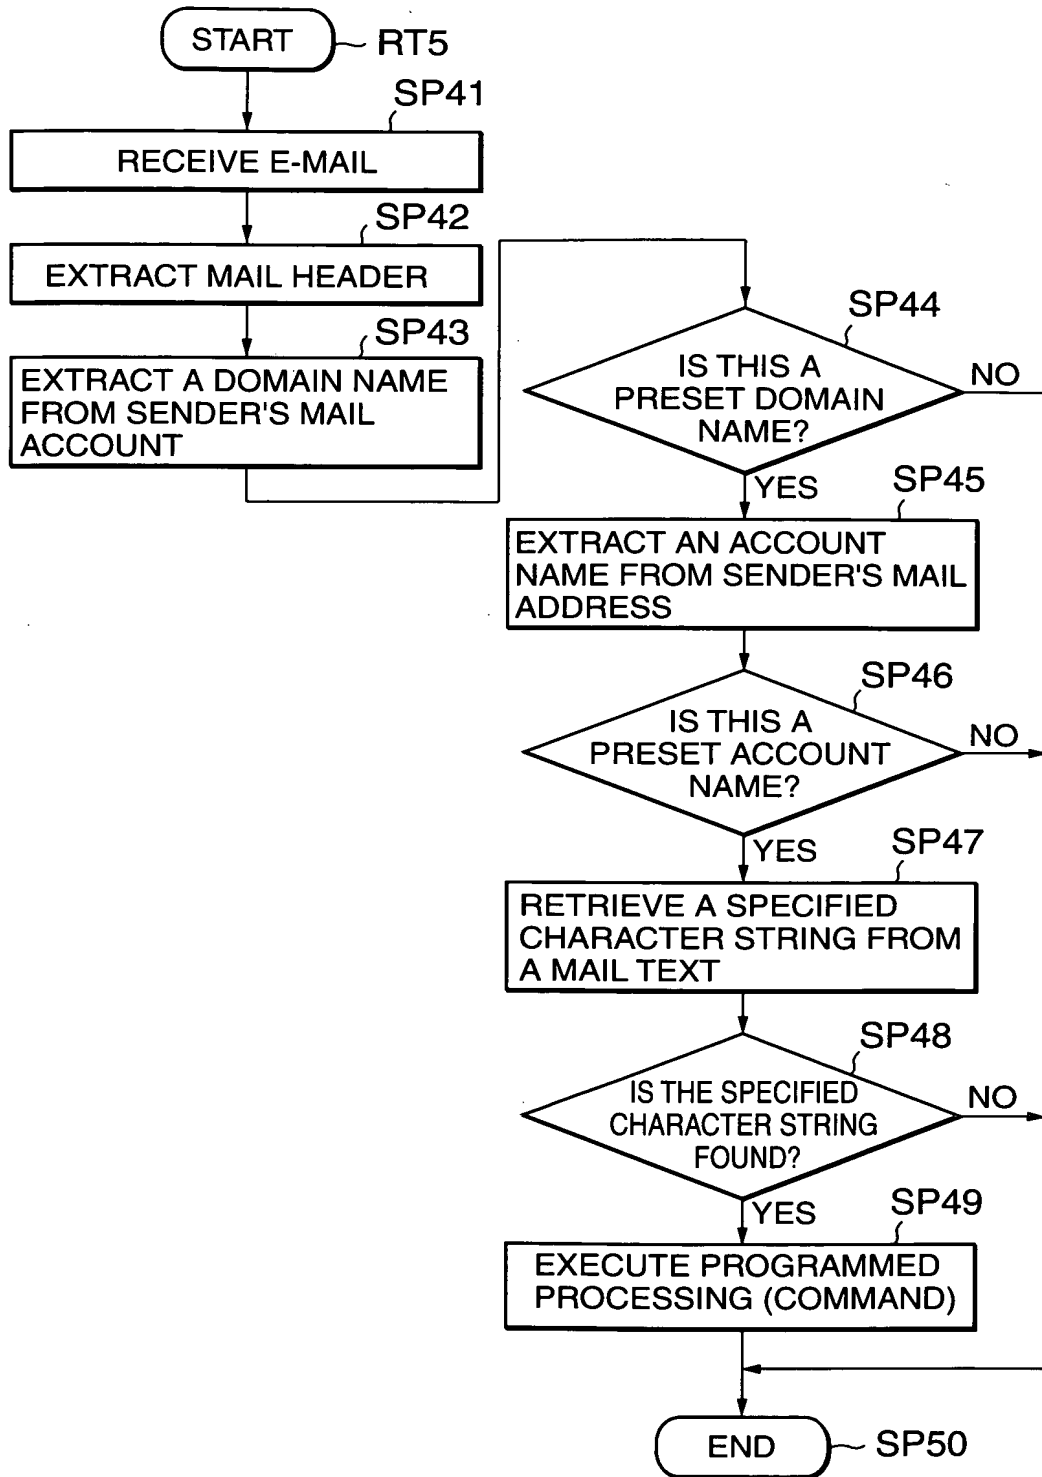 START
RT5
SP41
RECEIVE E-MAIL
SP42
EXTRACT MAIL HEADER
SP43
EXTRACT A DOMAIN NAME
FROM SENDER'S MAIL
ACCOUNT
SP44
IS THIS A
PRESET DOMAIN
NAME?
NO
YES
SP45
EXTRACT AN ACCOUNT
NAME FROM SENDER'S MAIL
ADDRESS
SP46
IS THIS A
PRESET ACCOUNT
NAME?
NO
YES
SP47
RETRIEVE A SPECIFIED
CHARACTER STRING FROM
A MAIL TEXT
SP48
IS THE SPECIFIED
CHARACTER STRING
FOUND?
NO
YES
SP49
EXECUTE PROGRAMMED
PROCESSING (COMMAND)
END
SP50